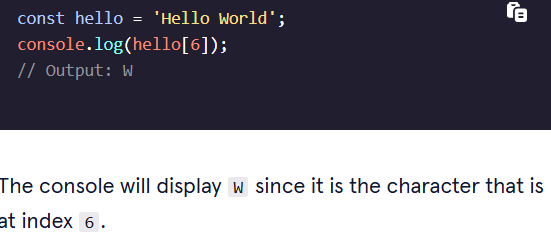 const hello = 'Hello World';
console.log(hello[6]);
// Output: W
The console will display W since it is the character that is
at index 6.